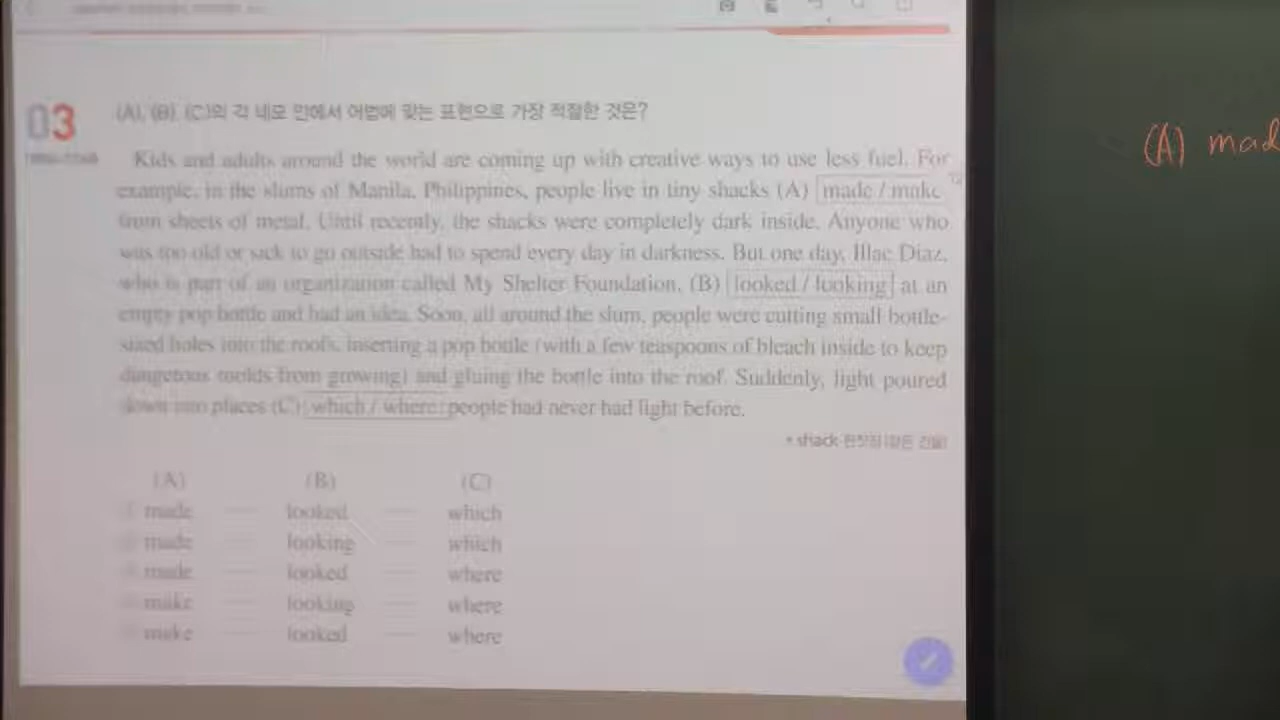 03
(A), (B), (C)의 각 네모 안에서 어법에 맞는 표현으로 가장 적절한 것은?
Kids and adults around the world are coming up with creative ways to use less fuel. For
example, in the slums of Manila, Philippines, people live in tiny shacks (A) made / make
from sheets of metal. Until recently, the shacks were completely dark inside. Anyone who
was too old or sick to go outside had to spend every day in darkness. But one day, Illac Diaz,
who is part of an organization called My Shelter Foundation, (B) looked / looking at an
empty pop bottle and had an idea. Soon, all around the slum, people were cutting small bottle-
sized holes into the roofs, inserting a pop bottle (with a few teaspoons of bleach inside to keep
dangerous molds from growing) and gluing the bottle into the roof. Suddenly, light poured
down into places (C) which / where people had never had light before.
* shack
(A) (B) (C)
made looked which
made looking which
made looked where
make looking where
make looked where
(A) mad